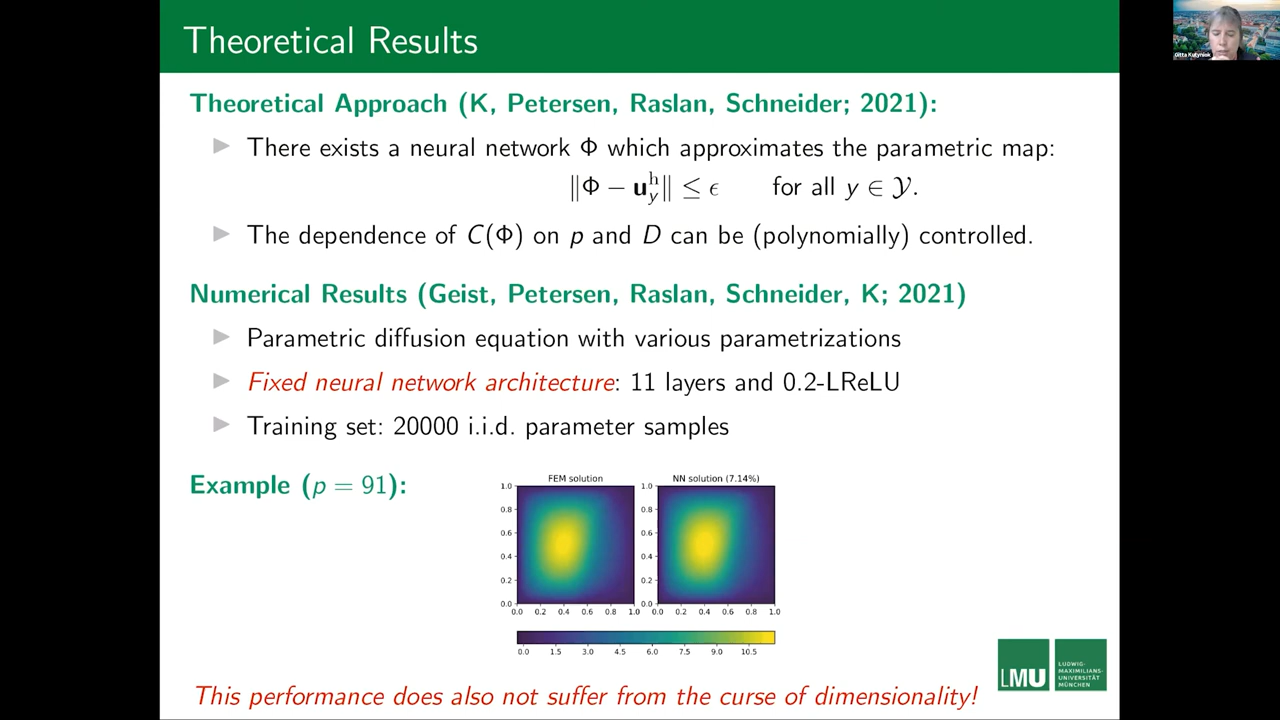 Theoretical Results
Gitta Kutyniok
Theoretical Approach (K, Petersen, Raslan, Schneider; 2021):
There exists a neural network Φ which approximates the parametric map:
‖Φ − u_y^h‖ ≤ ϵ for all y ∈ 𝒴.
The dependence of C(Φ) on p and D can be (polynomially) controlled.
Numerical Results (Geist, Petersen, Raslan, Schneider, K; 2021)
Parametric diffusion equation with various parametrizations
Fixed neural network architecture: 11 layers and 0.2-LReLU
Training set: 20000 i.i.d. parameter samples
Example (p = 91):
FEM solution
1.0
0.8
0.6
0.4
0.2
0.0
0.0 0.2 0.4 0.6 0.8 1.0
NN solution (7.14%)
1.0
0.8
0.6
0.4
0.2
0.0
0.0 0.2 0.4 0.6 0.8 1.0
0.0 1.5 3.0 4.5 6.0 7.5 9.0 10.5
LMU
LUDWIG-
MAXIMILIANS-
UNIVERSITÄT
MÜNCHEN
This performance does also not suffer from the curse of dimensionality!